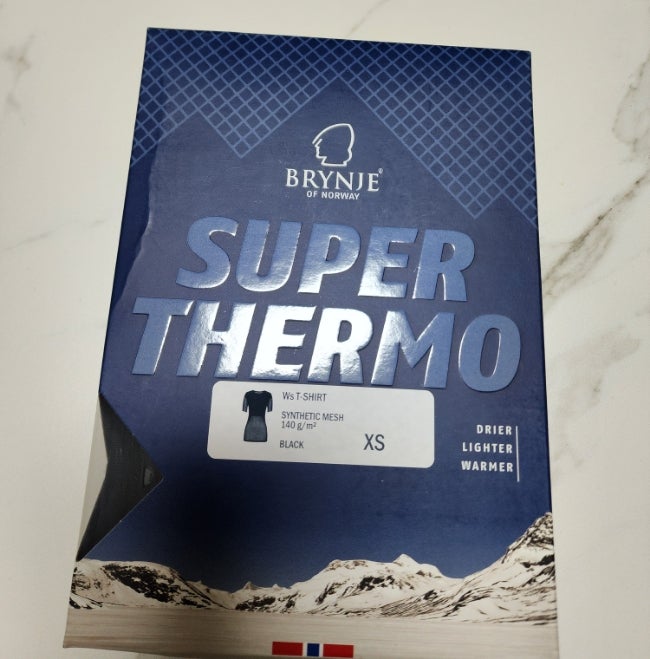 BRYNJE®
OF NORWAY
SUPER
THERMO
Ws T-SHIRT
SYNTHETIC MESH
140 g/m²
BLACK XS
DRIER
LIGHTER
WARMER